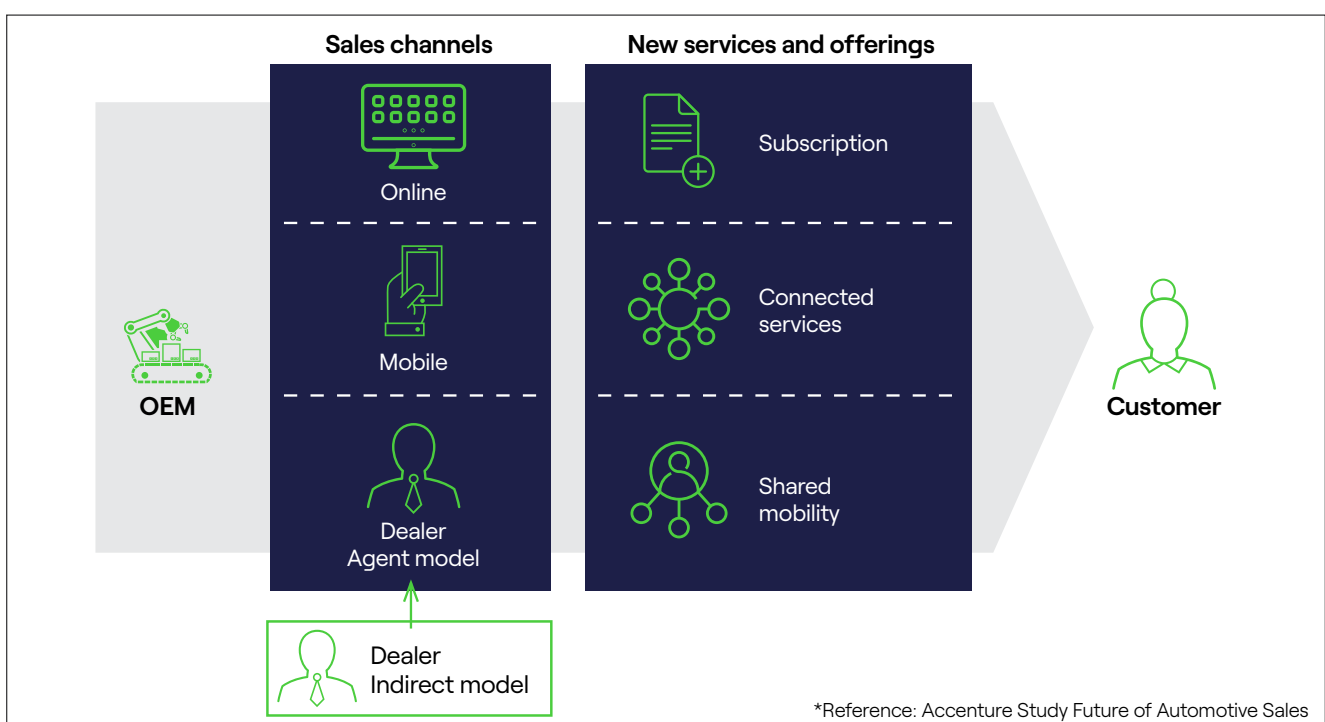 Sales channels
New services and offerings
Online
Mobile
Dealer
Agent model
Subscription
Connected
services
Shared
mobility
OEM
Customer
Dealer
Indirect model
*Reference: Accenture Study Future of Automotive Sales